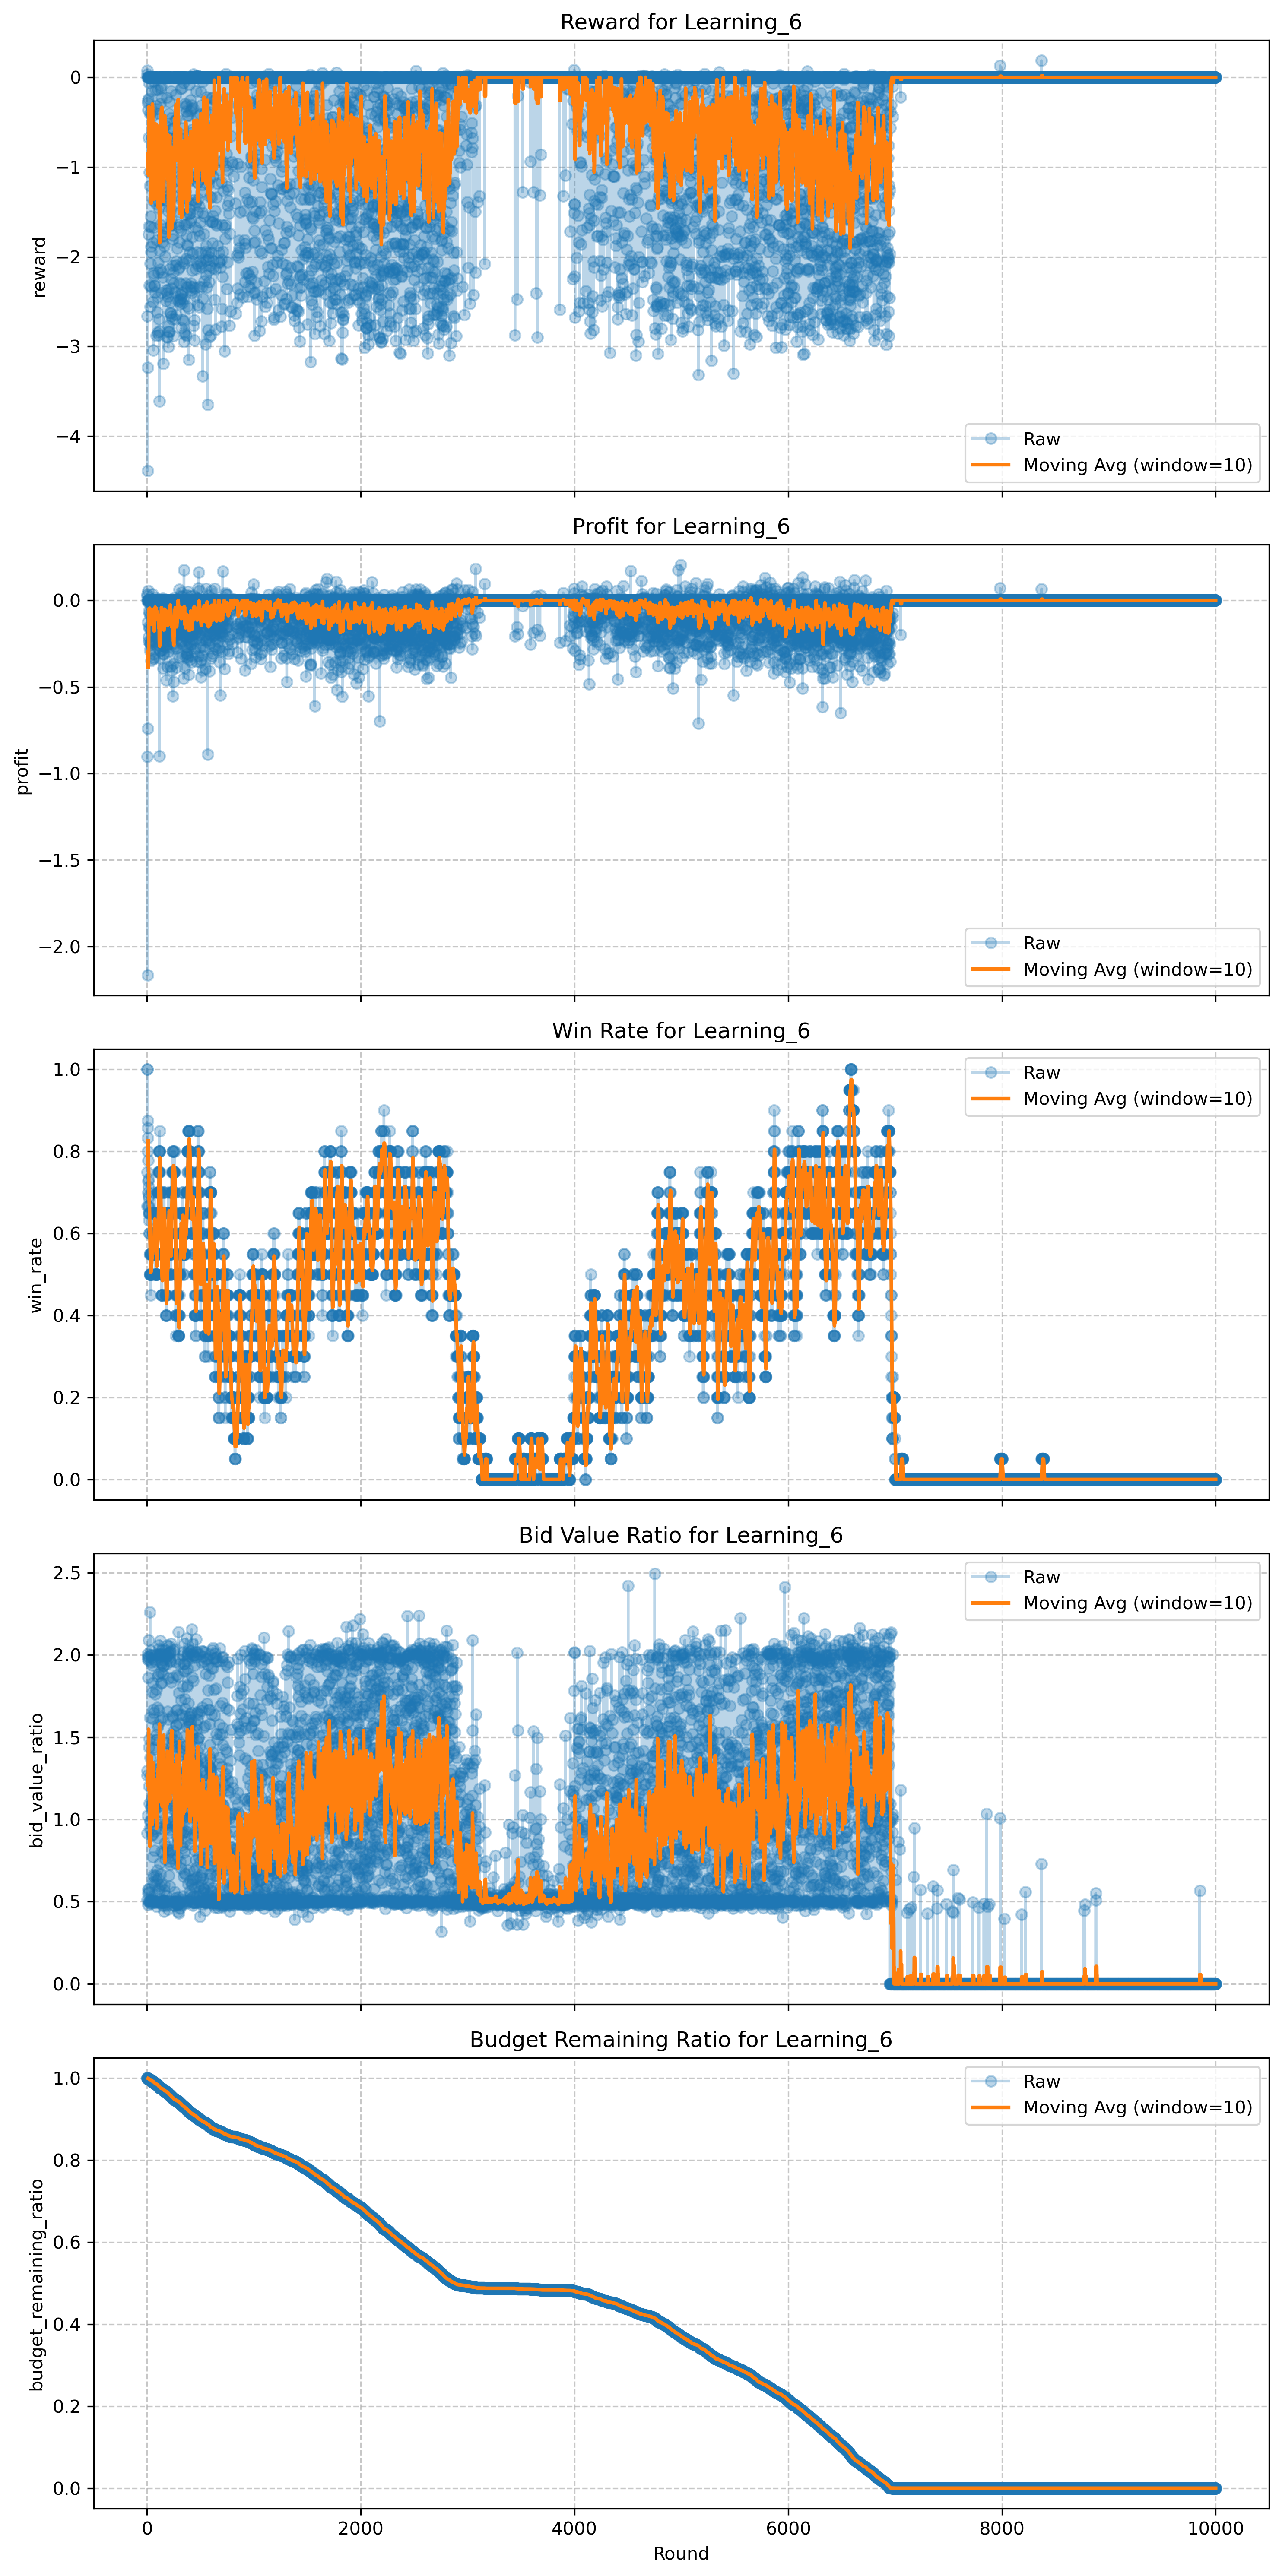 Reward for Learning_6
0
−1
−2
−3
−4
reward
Raw
Moving Avg (window=10)
Profit for Learning_6
0.0
−0.5
−1.0
−1.5
−2.0
profit
Raw
Moving Avg (window=10)
Win Rate for Learning_6
1.0
0.8
0.6
0.4
0.2
0.0
win_rate
Raw
Moving Avg (window=10)
Bid Value Ratio for Learning_6
2.5
2.0
1.5
1.0
0.5
0.0
bid_value_ratio
Raw
Moving Avg (window=10)
Budget Remaining Ratio for Learning_6
1.0
0.8
0.6
0.4
0.2
0.0
budget_remaining_ratio
Raw
Moving Avg (window=10)
0 2000 4000 6000 8000 10000
Round